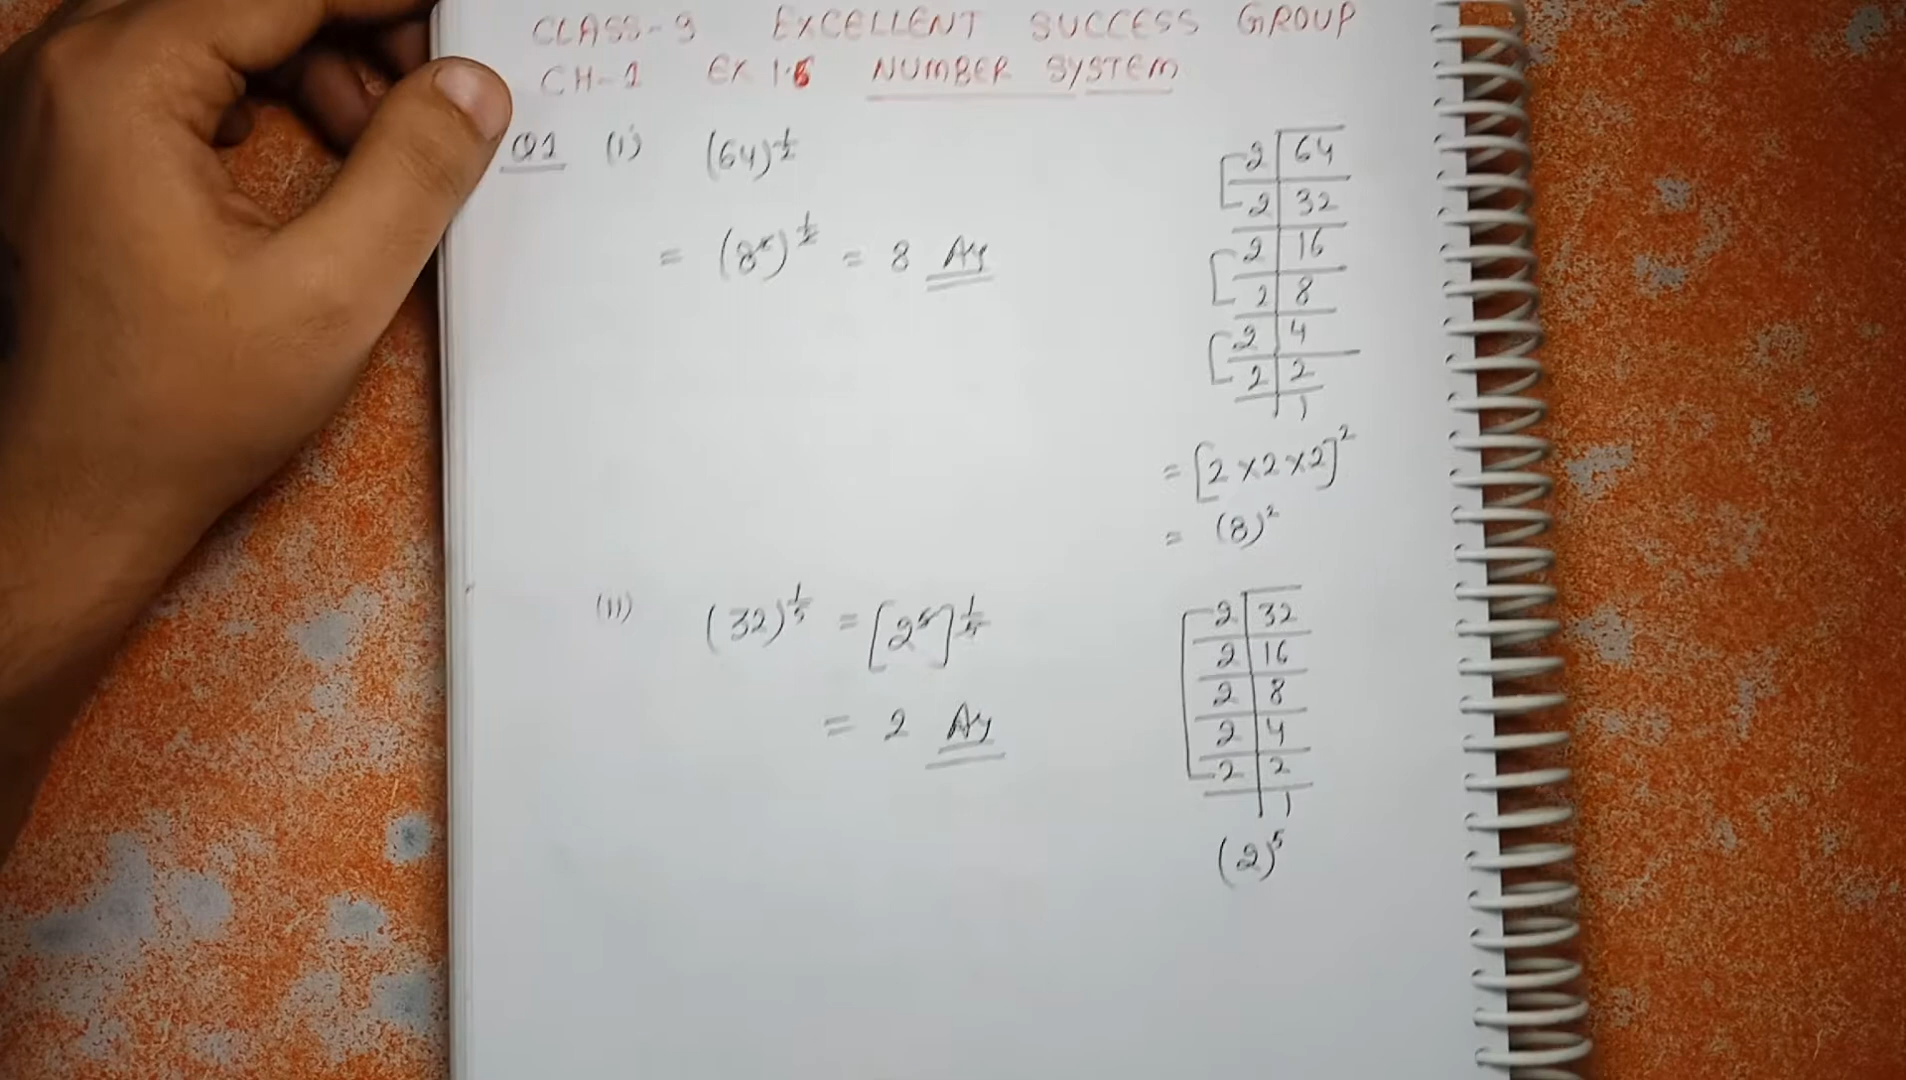 CLASS-9 EXCELLENT SUCCESS GROUP
CH-1 EX 1.6 NUMBER SYSTEM
Q1 (i) (64)^1/2
= (8²)^1/2 = 8 Ans
2 | 64
2 | 32
2 | 16
2 | 8
2 | 4
2 | 2
1
= [2×2×2]²
= (8)²
(ii) (32)^1/5 = [2⁵]^1/5
= 2 Ans
2 | 32
2 | 16
2 | 8
2 | 4
2 | 2
1
(2)⁵